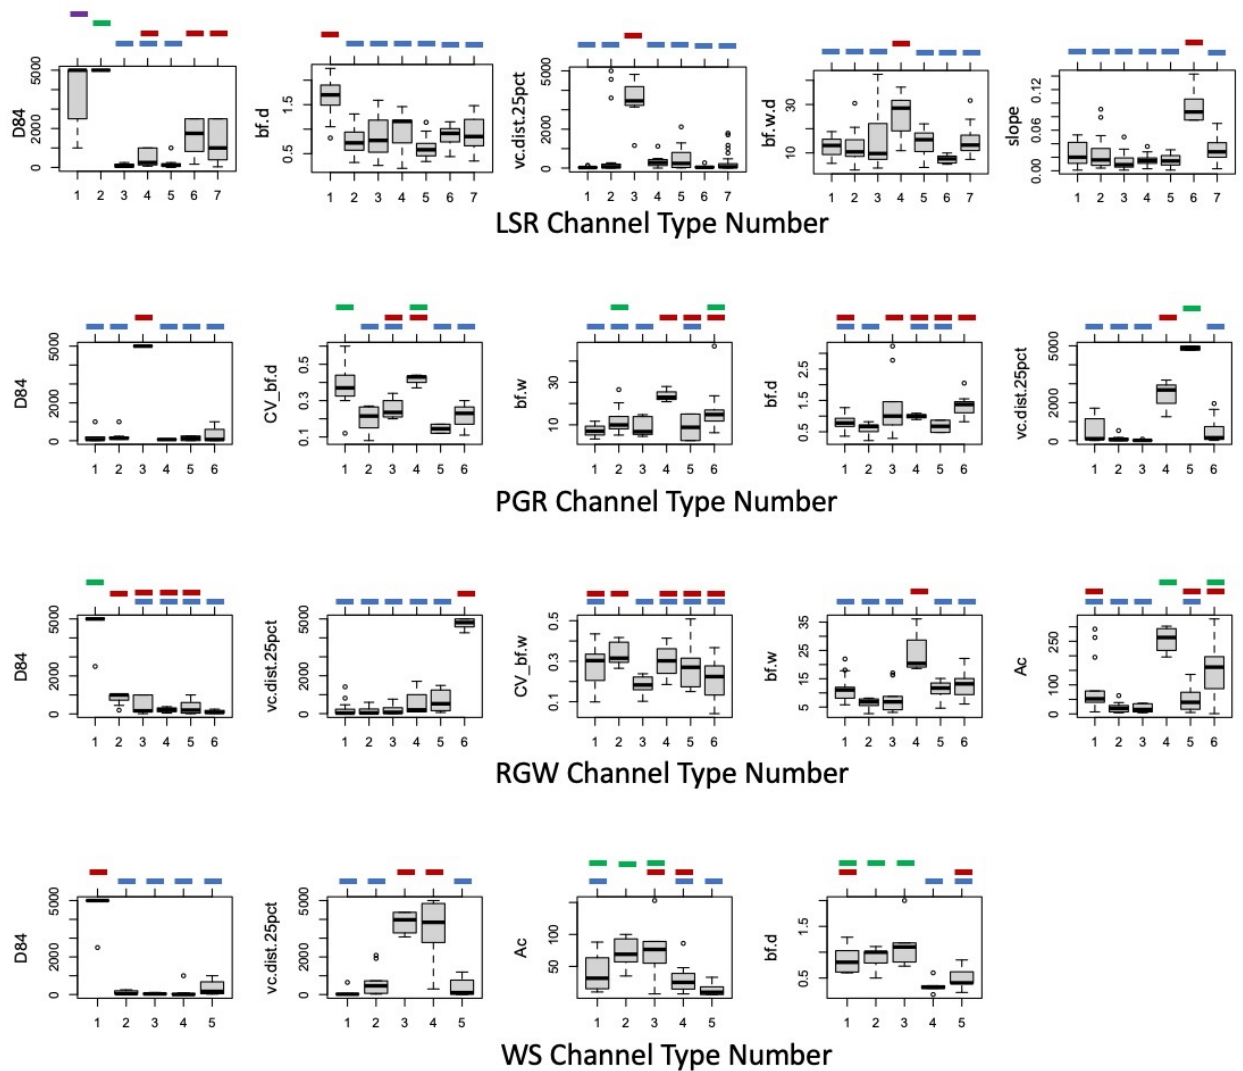 D84
5000
2000
0
1 2 3 4 5 6 7
bf.d
1.5
0.5
1 2 3 4 5 6 7
vc.dist.25pct
5000
2000
0
1 2 3 4 5 6 7
bf.w.d
30
10
1 2 3 4 5 6 7
slope
0.12
0.06
0.00
1 2 3 4 5 6 7
LSR Channel Type Number
D84
5000
2000
0
1 2 3 4 5 6
CV_bf.d
0.5
0.3
0.1
1 2 3 4 5 6
bf.w
30
10
1 2 3 4 5 6
bf.d
2.5
1.5
0.5
1 2 3 4 5 6
vc.dist.25pct
5000
2000
0
1 2 3 4 5 6
PGR Channel Type Number
D84
5000
2000
0
1 2 3 4 5 6
vc.dist.25pct
5000
2000
0
1 2 3 4 5 6
CV_bf.w
0.5
0.3
0.1
1 2 3 4 5 6
bf.w
35
25
15
5
1 2 3 4 5 6
Ac
250
100
0
1 2 3 4 5 6
RGW Channel Type Number
D84
5000
2000
0
1 2 3 4 5
vc.dist.25pct
5000
2000
0
1 2 3 4 5
Ac
100
50
1 2 3 4 5
bf.d
1.5
0.5
1 2 3 4 5
WS Channel Type Number